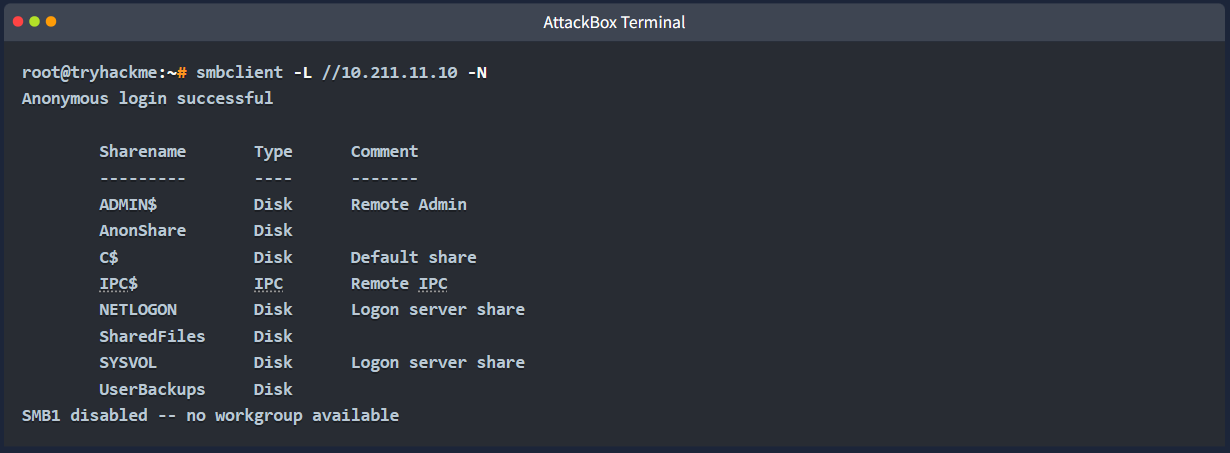 AttackBox Terminal
root@tryhackme:~# smbclient -L //10.211.11.10 -N
Anonymous login successful
Sharename Type Comment
--------- ---- -------
ADMIN$ Disk Remote Admin
AnonShare Disk
C$ Disk Default share
IPC$ IPC Remote IPC
NETLOGON Disk Logon server share
SharedFiles Disk
SYSVOL Disk Logon server share
UserBackups Disk
SMB1 disabled -- no workgroup available